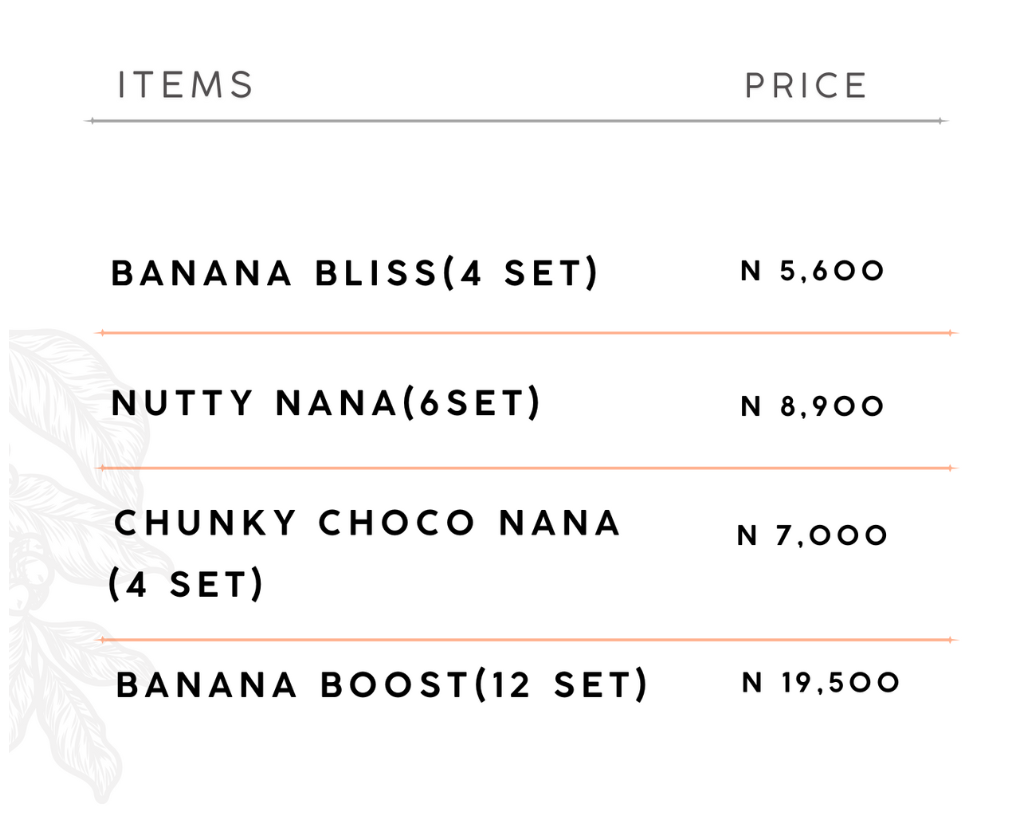 ITEMS PRICE
BANANA BLISS(4 SET) N 5,600
NUTTY NANA(6SET) N 8,900
CHUNKY CHOCO NANA N 7,000
(4 SET)
BANANA BOOST(12 SET) N 19,500